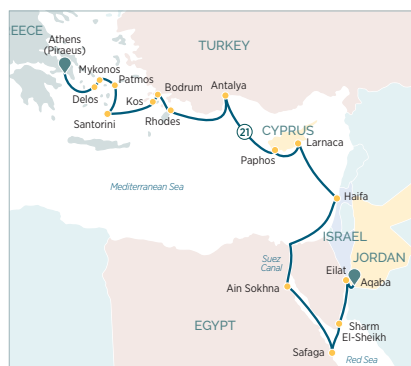 EECE
TURKEY
Athens
(Piraeus)
Mykonos
Patmos
Bodrum
Antalya
Delos
Kos
Santorini
Rhodes
21
CYPRUS
Larnaca
Paphos
Mediterranean Sea
Haifa
ISRAEL
JORDAN
Suez
Canal
Eilat
Aqaba
Ain Sokhna
EGYPT
Sharm
El-Sheikh
Safaga
Red Sea